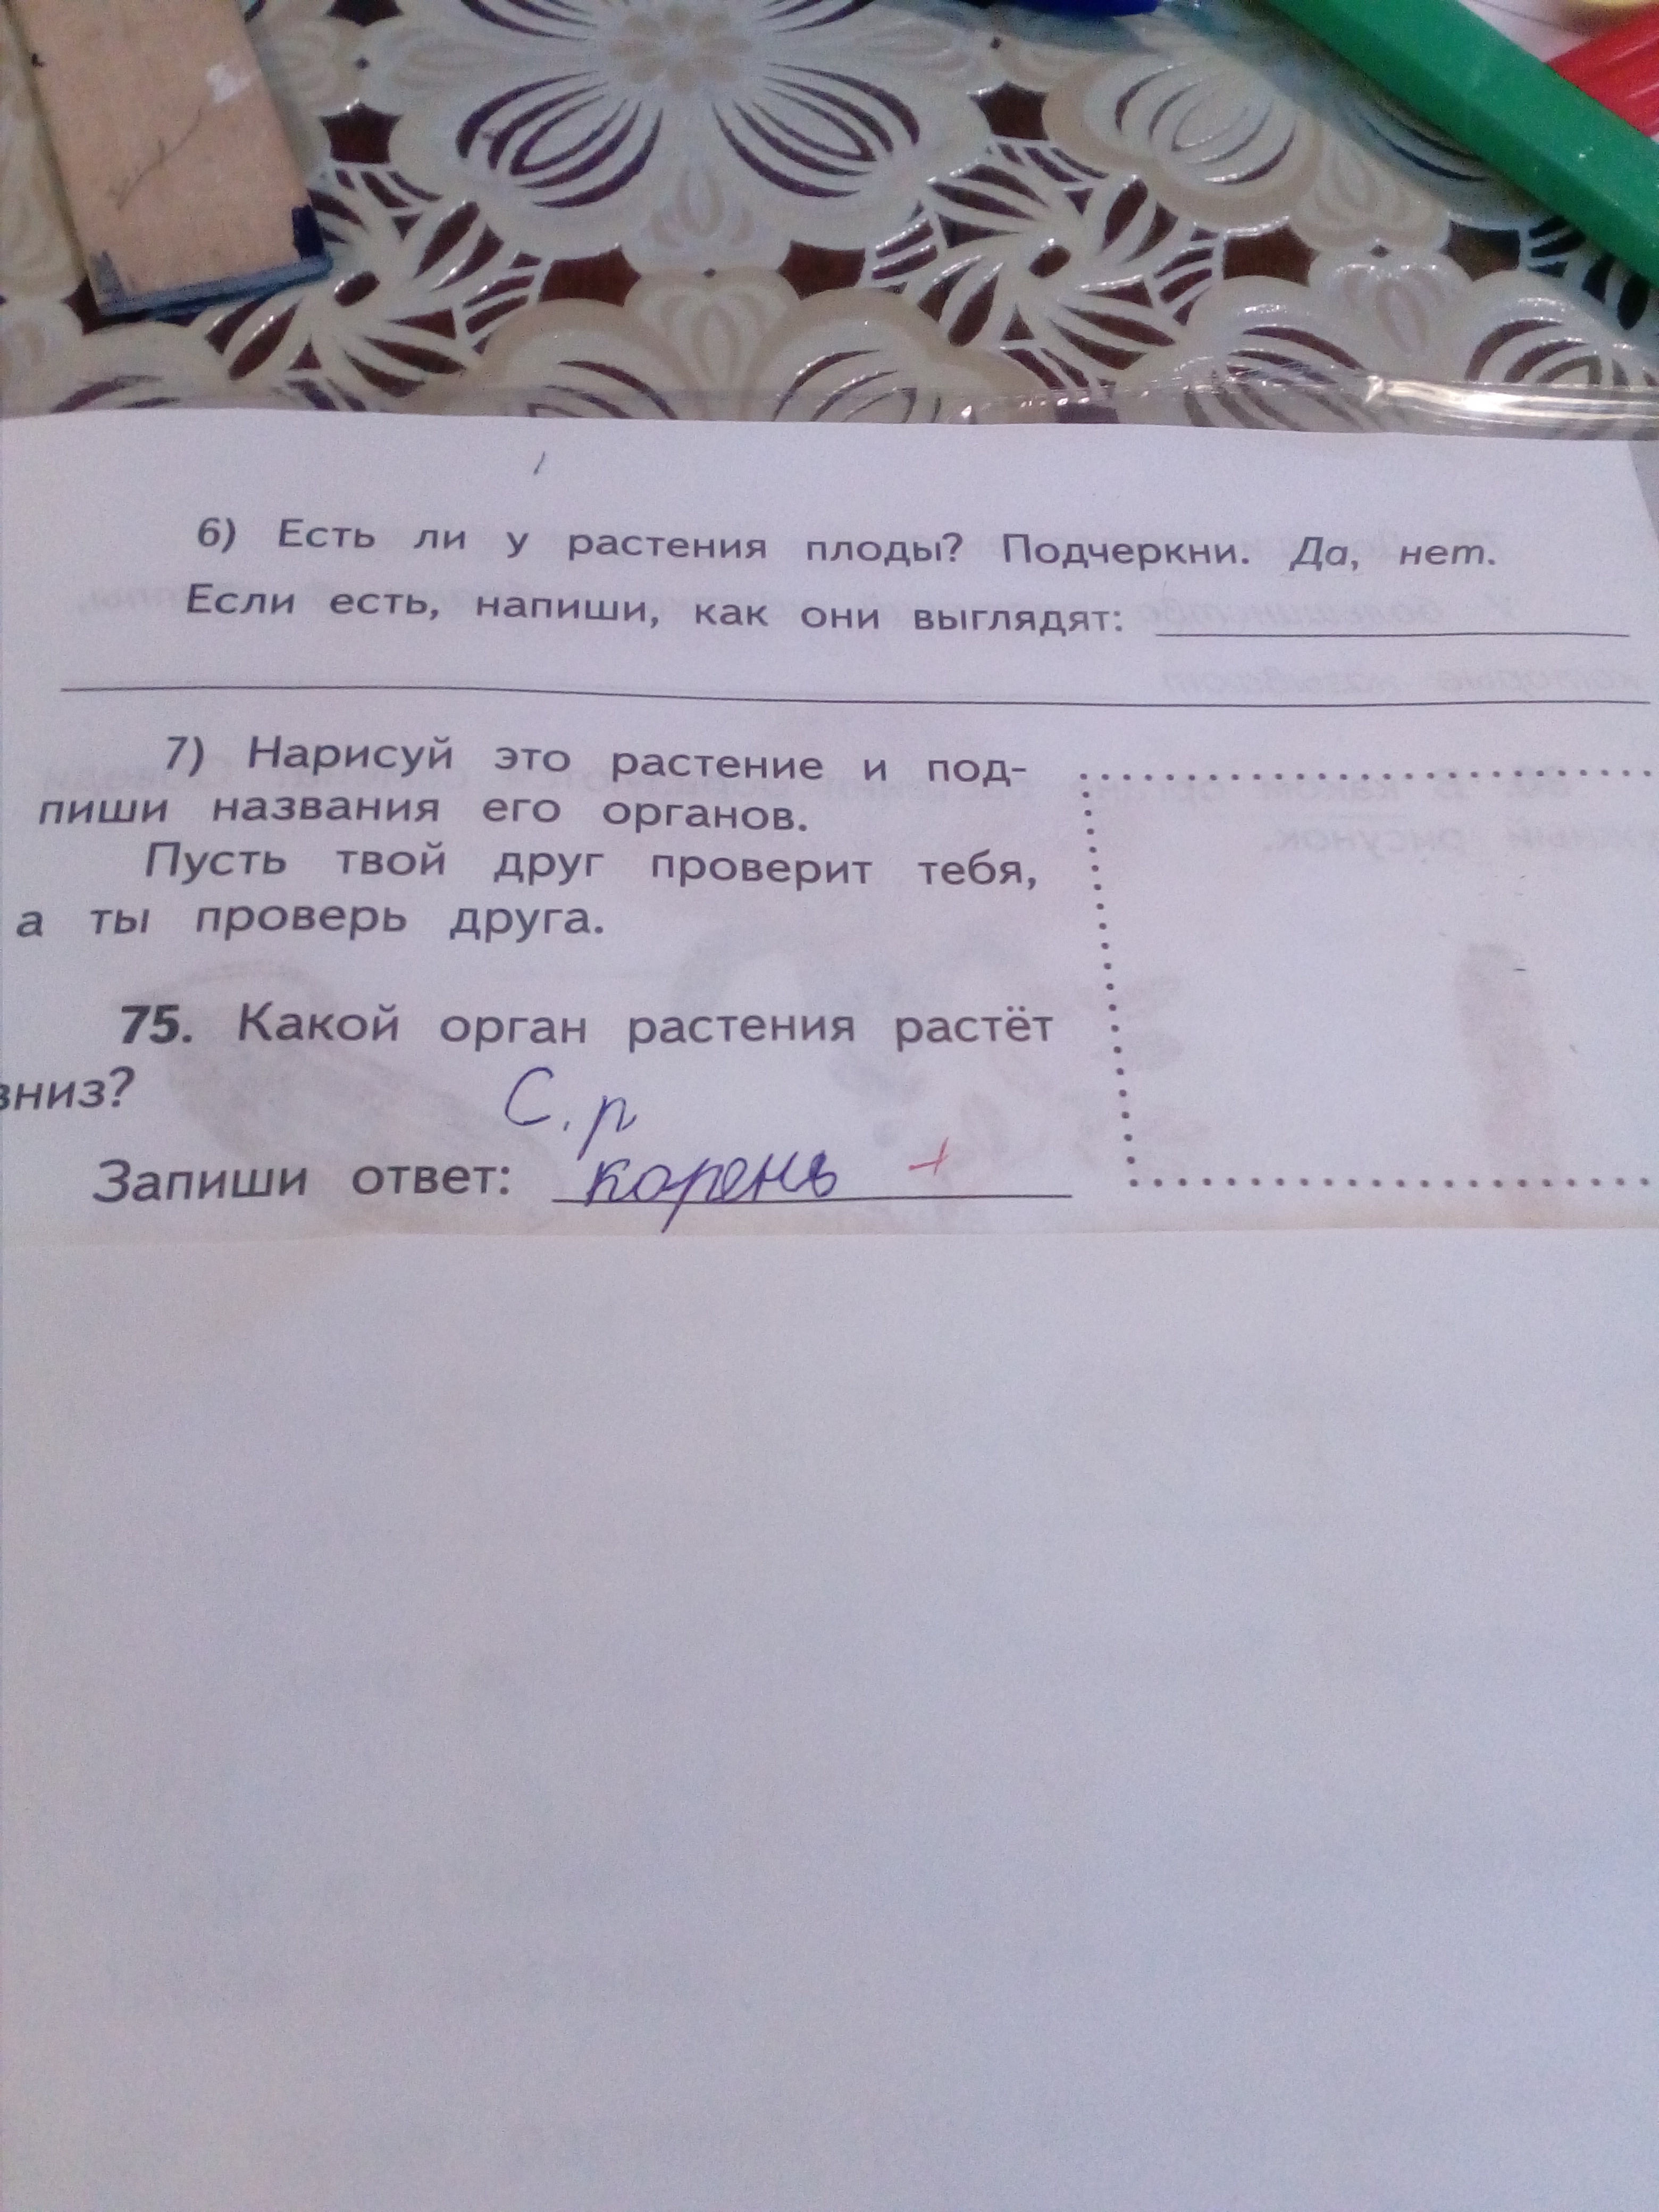 6) Есть ли у растения плоды? Подчеркни. Да, нет.
Если есть, напиши, как они выглядят:
7) Нарисуй это растение и под-
пиши названия его органов.
Пусть твой друг проверит тебя,
а ты проверь друга.
75. Какой орган растения растёт
вниз?
С. р
Запиши ответ: корень +